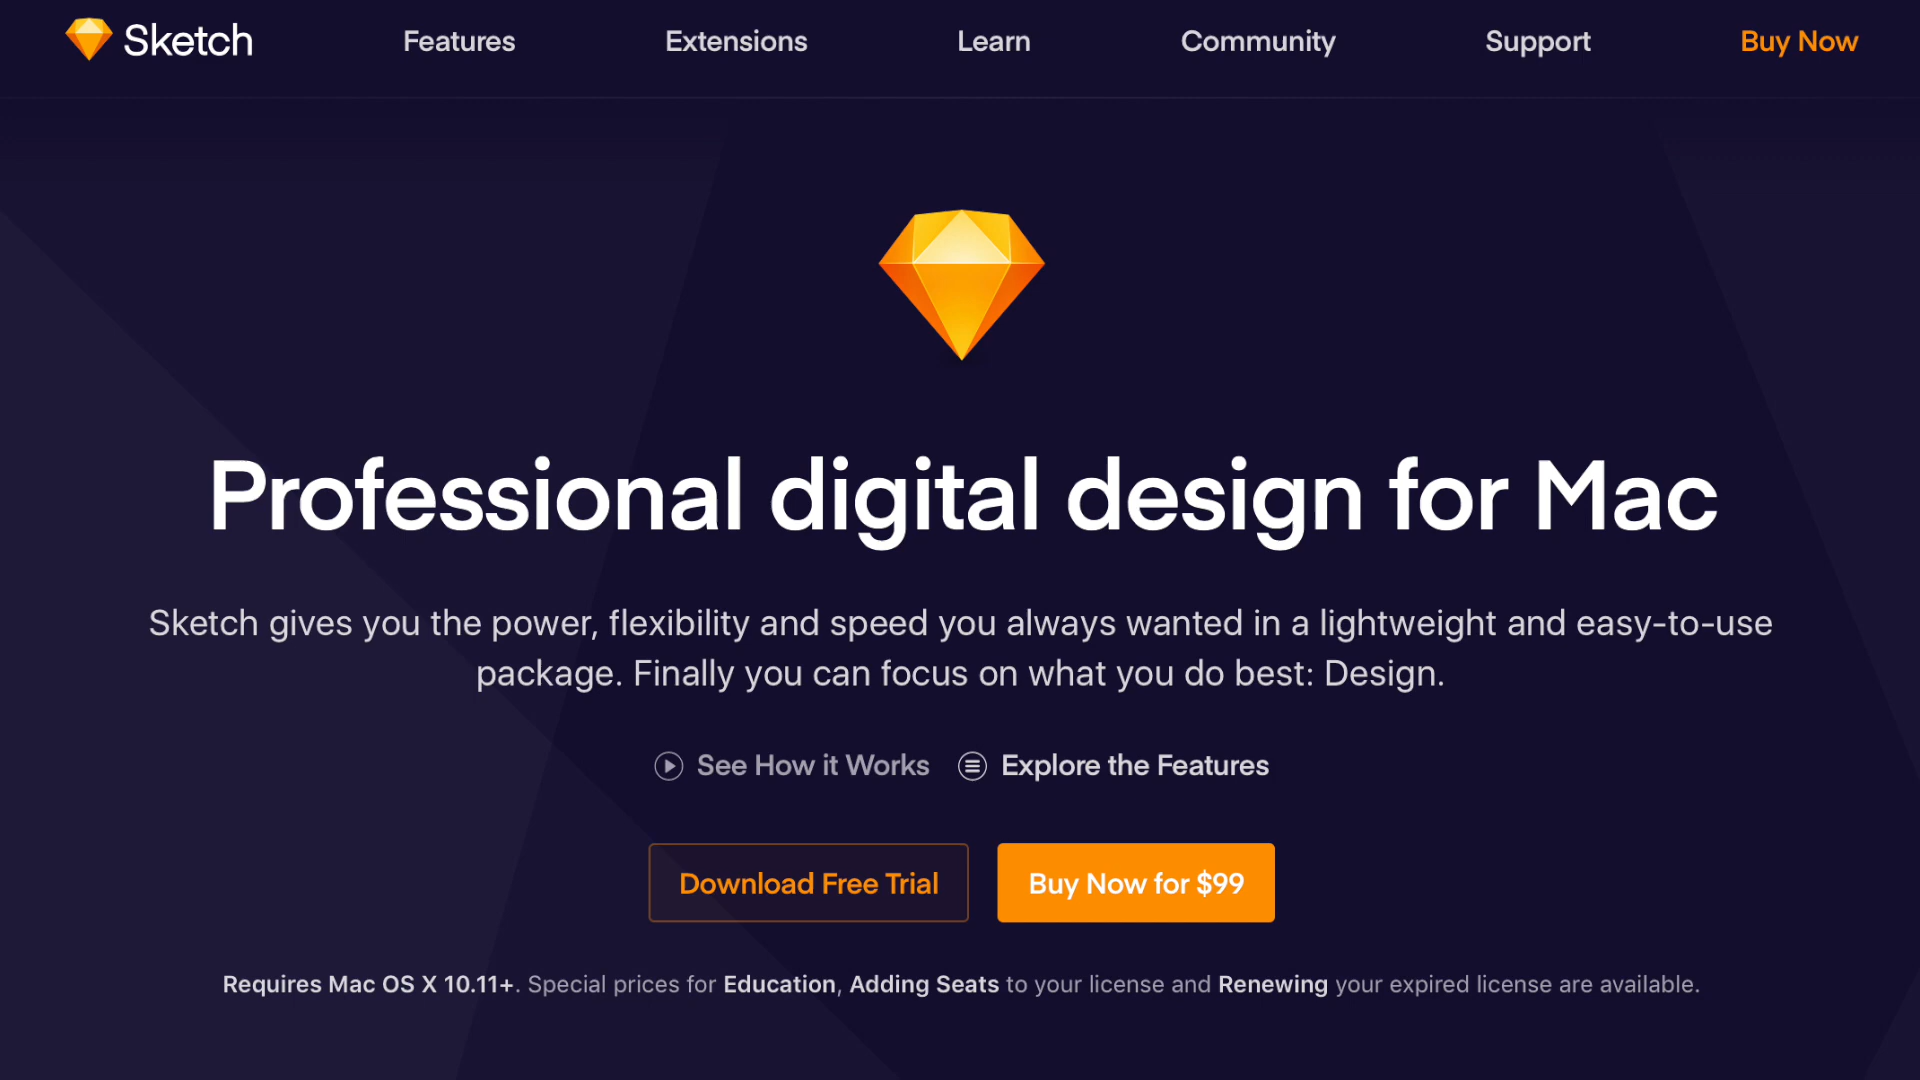 Sketch Features Extensions Learn Community Support Buy Now
Professional digital design for Mac
Sketch gives you the power, flexibility and speed you always wanted in a lightweight and easy-to-use
package. Finally you can focus on what you do best: Design.
See How it Works Explore the Features
Download Free Trial Buy Now for $99
Requires Mac OS X 10.11+. Special prices for Education, Adding Seats to your license and Renewing your expired license are available.